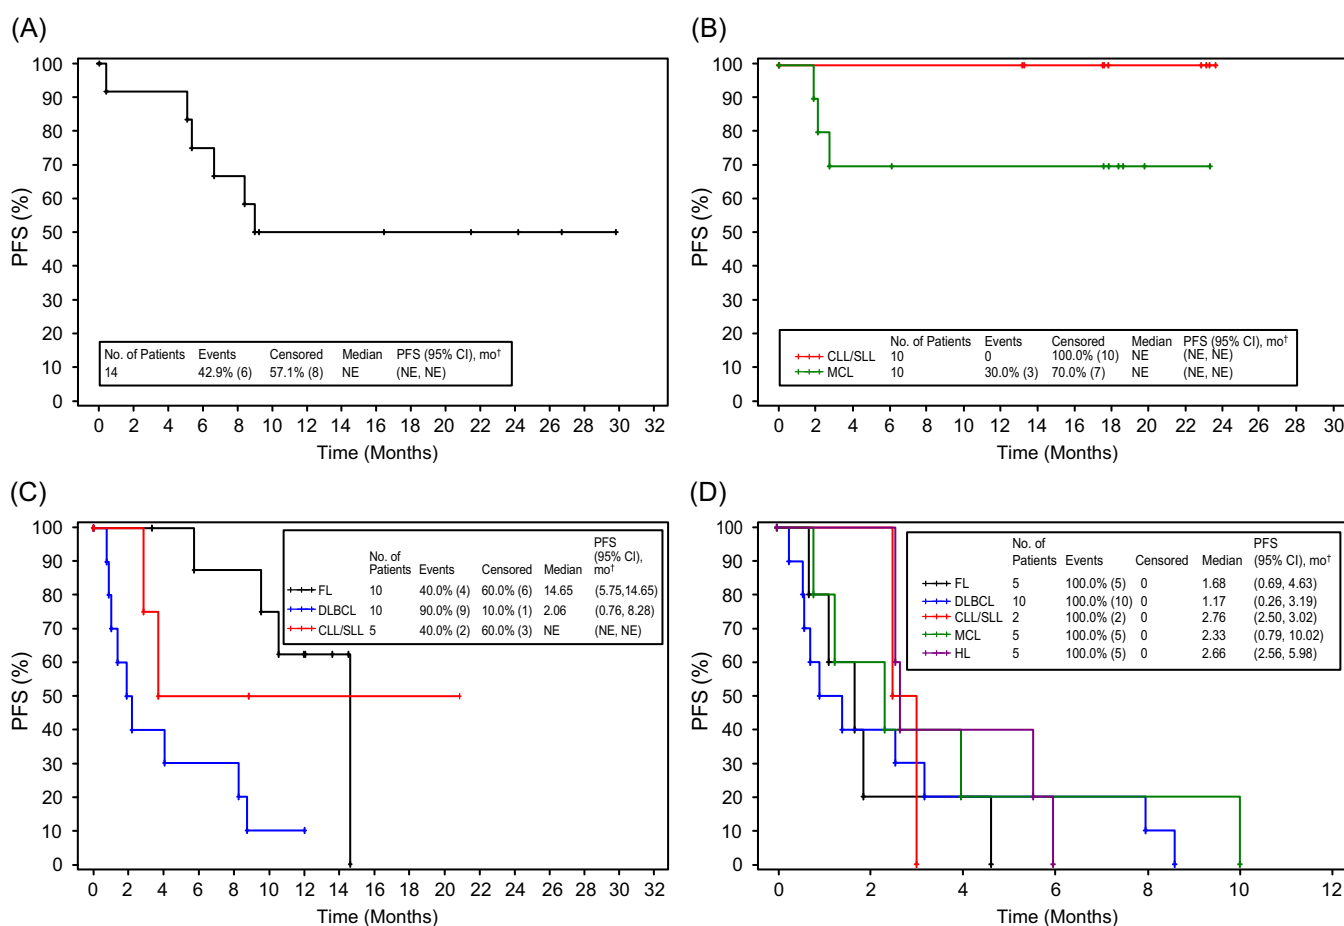 (A)
100
90
80
70
60
50
40
30
20
10
0
PFS (%)
No. of Patients Events Censored Median PFS (95% CI), mo†
14 42.9% (6) 57.1% (8) NE (NE, NE)
0 2 4 6 8 10 12 14 16 18 20 22 24 26 28 30 32
Time (Months)
(B)
100
90
80
70
60
50
40
30
20
10
0
PFS (%)
No. of Patients Events Censored Median PFS (95% CI), mo†
CLL/SLL 10 0 100.0% (10) NE (NE, NE)
MCL 10 30.0% (3) 70.0% (7) NE (NE, NE)
0 2 4 6 8 10 12 14 16 18 20 22 24 26 28 30
Time (Months)
(C)
100
90
80
70
60
50
40
30
20
10
0
PFS (%)
No. of Patients Events Censored Median PFS (95% CI), mo†
FL 10 40.0% (4) 60.0% (6) 14.65 (5.75,14.65)
DLBCL 10 90.0% (9) 10.0% (1) 2.06 (0.76, 8.28)
CLL/SLL 5 40.0% (2) 60.0% (3) NE (NE, NE)
0 2 4 6 8 10 12 14 16 18 20 22 24 26 28 30 32
Time (Months)
(D)
100
90
80
70
60
50
40
30
20
10
0
PFS (%)
No. of Patients Events Censored Median PFS (95% CI), mo†
FL 5 100.0% (5) 0 1.68 (0.69, 4.63)
DLBCL 10 100.0% (10) 0 1.17 (0.26, 3.19)
CLL/SLL 2 100.0% (2) 0 2.76 (2.50, 3.02)
MCL 5 100.0% (5) 0 2.33 (0.79, 10.02)
HL 5 100.0% (5) 0 2.66 (2.56, 5.98)
0 2 4 6 8 10 12
Time (Months)